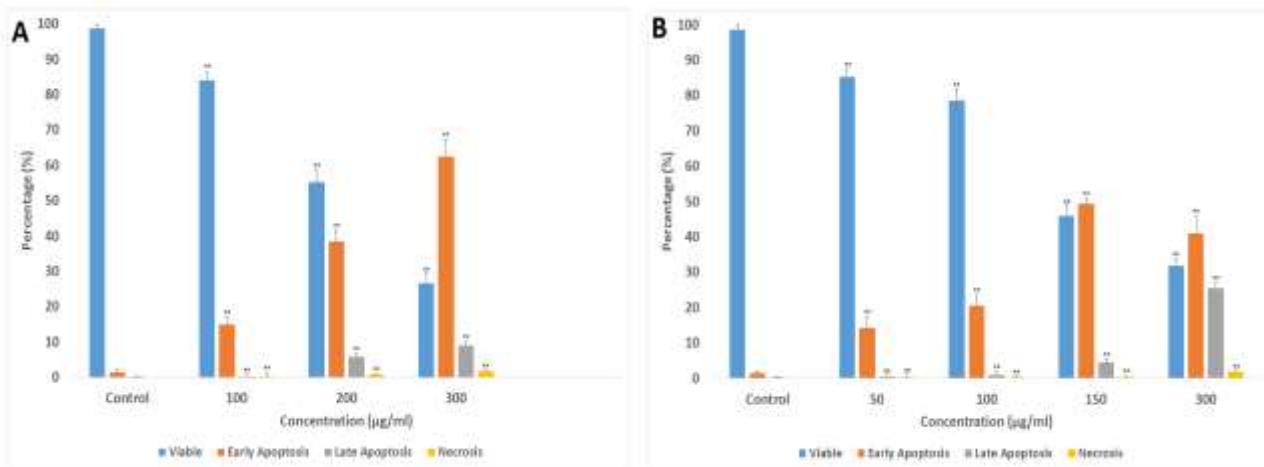 A
100
90
80
70
60
50
40
30
20
10
0
Percentage (%)
Control 100 200 300
Concentration (µg/ml)
Viable Early Apoptosis Late Apoptosis Necrosis
B
100
90
80
70
60
50
40
30
20
10
0
Percentage (%)
Control 50 100 150 300
Concentration (µg/ml)
Viable Early Apoptosis Late Apoptosis Necrosis